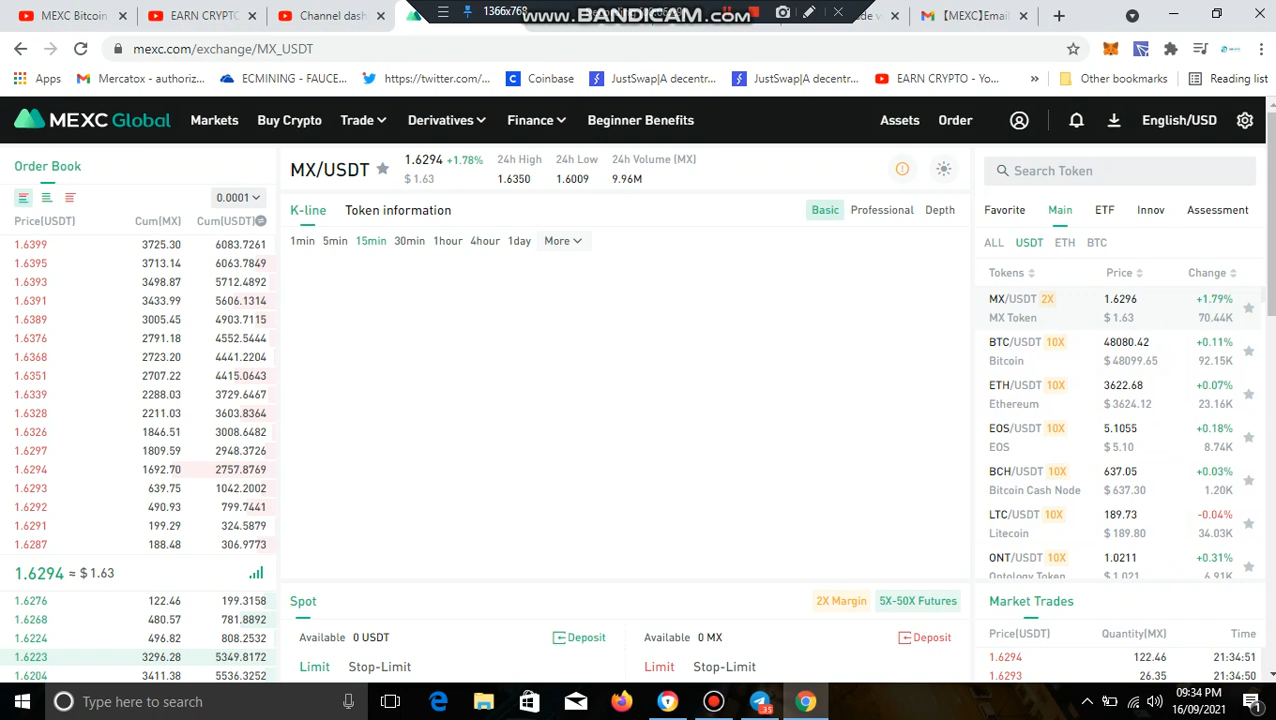 MEXC Bitcoin
EARN CRYPTO
Channel dash
1366x768
www.BANDICAM.com
【MEXC】Email
mexc.com/exchange/MX_USDT
Apps
Mercatox - authoriz...
ECMINING - FAUCE...
https://twitter.com/...
Coinbase
JustSwap|A decentr...
JustSwap|A decentr...
EARN CRYPTO - Yo...
Other bookmarks
Reading list
MEXC Global
Markets
Buy Crypto
Trade
Derivatives
Finance
Beginner Benefits
Assets
Order
English/USD
Order Book
0.0001
Price(USDT) Cum(MX) Cum(USDT)
1.6399 3725.30 6083.7261
1.6395 3713.14 6063.7849
1.6393 3498.87 5712.4892
1.6391 3433.99 5606.1314
1.6389 3005.45 4903.7115
1.6376 2791.18 4552.5444
1.6368 2723.20 4441.2204
1.6351 2707.22 4415.0643
1.6339 2288.03 3729.6467
1.6328 2211.03 3603.8364
1.6326 1846.51 3008.6482
1.6297 1809.59 2948.3726
1.6294 1692.70 2757.8769
1.6293 639.75 1042.2002
1.6292 490.93 799.7441
1.6291 199.29 324.5879
1.6287 188.48 306.9773
1.6294 ≈ $ 1.63
1.6276 122.46 199.3158
1.6268 480.57 781.8892
1.6224 496.82 808.2532
1.6223 3296.28 5349.8172
1.6204 3411.38 5536.3252
MX/USDT
1.6294 +1.78%
$ 1.63
24h High
1.6350
24h Low
1.6009
24h Volume (MX)
9.96M
K-line
Token information
Basic
Professional
Depth
1min 5min 15min 30min 1hour 4hour 1day More
Spot
2X Margin
5X-50X Futures
Available 0 USDT
Deposit
Available 0 MX
Deposit
Limit Stop-Limit
Limit Stop-Limit
Search Token
Favorite Main ETF Innov Assessment
ALL USDT ETH BTC
Tokens Price Change
MX/USDT 2X 1.6296 +1.79%
MX Token $ 1.63 70.44K
BTC/USDT 10X 48080.42 +0.11%
Bitcoin $ 48099.65 92.15K
ETH/USDT 10X 3622.68 +0.07%
Ethereum $ 3624.12 23.16K
EOS/USDT 10X 5.1055 +0.18%
EOS $ 5.10 8.74K
BCH/USDT 10X 637.05 +0.03%
Bitcoin Cash Node $ 637.30 1.20K
LTC/USDT 10X 189.73 -0.04%
Litecoin $ 189.80 34.03K
ONT/USDT 10X 1.0211 +0.31%
Ontology Token $ 1.021 6.91K
Market Trades
Price(USDT) Quantity(MX) Time
1.6294 122.46 21:34:51
1.6293 26.35 21:34:50
Type here to search
35
09:34 PM
16/09/2021
1